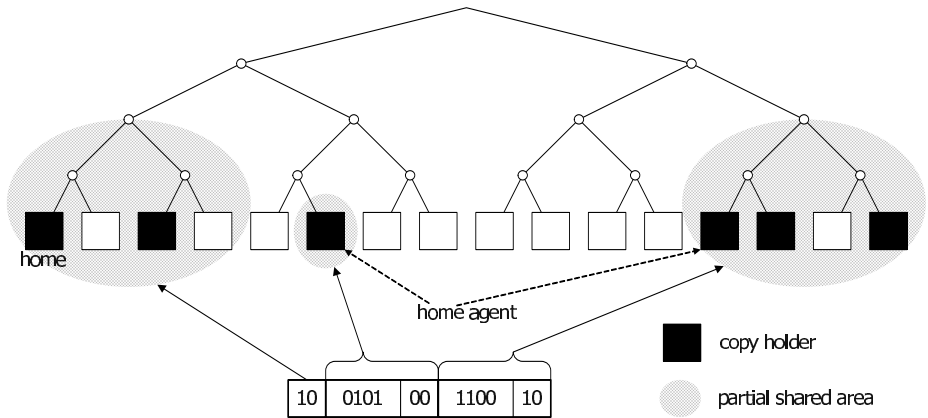 home
home agent
copy holder
10 0101 00 1100 10
partial shared area